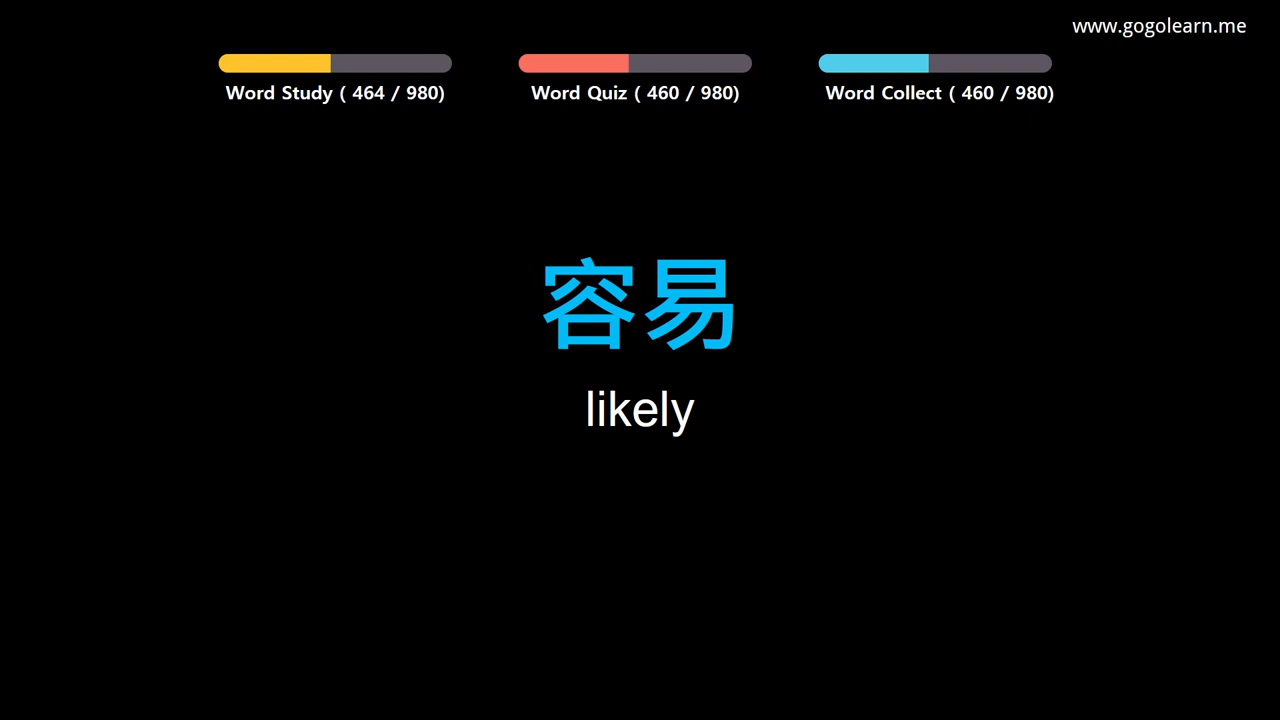 www.gogolearn.me
Word Study ( 464 / 980)
Word Quiz ( 460 / 980)
Word Collect ( 460 / 980)
容易
likely